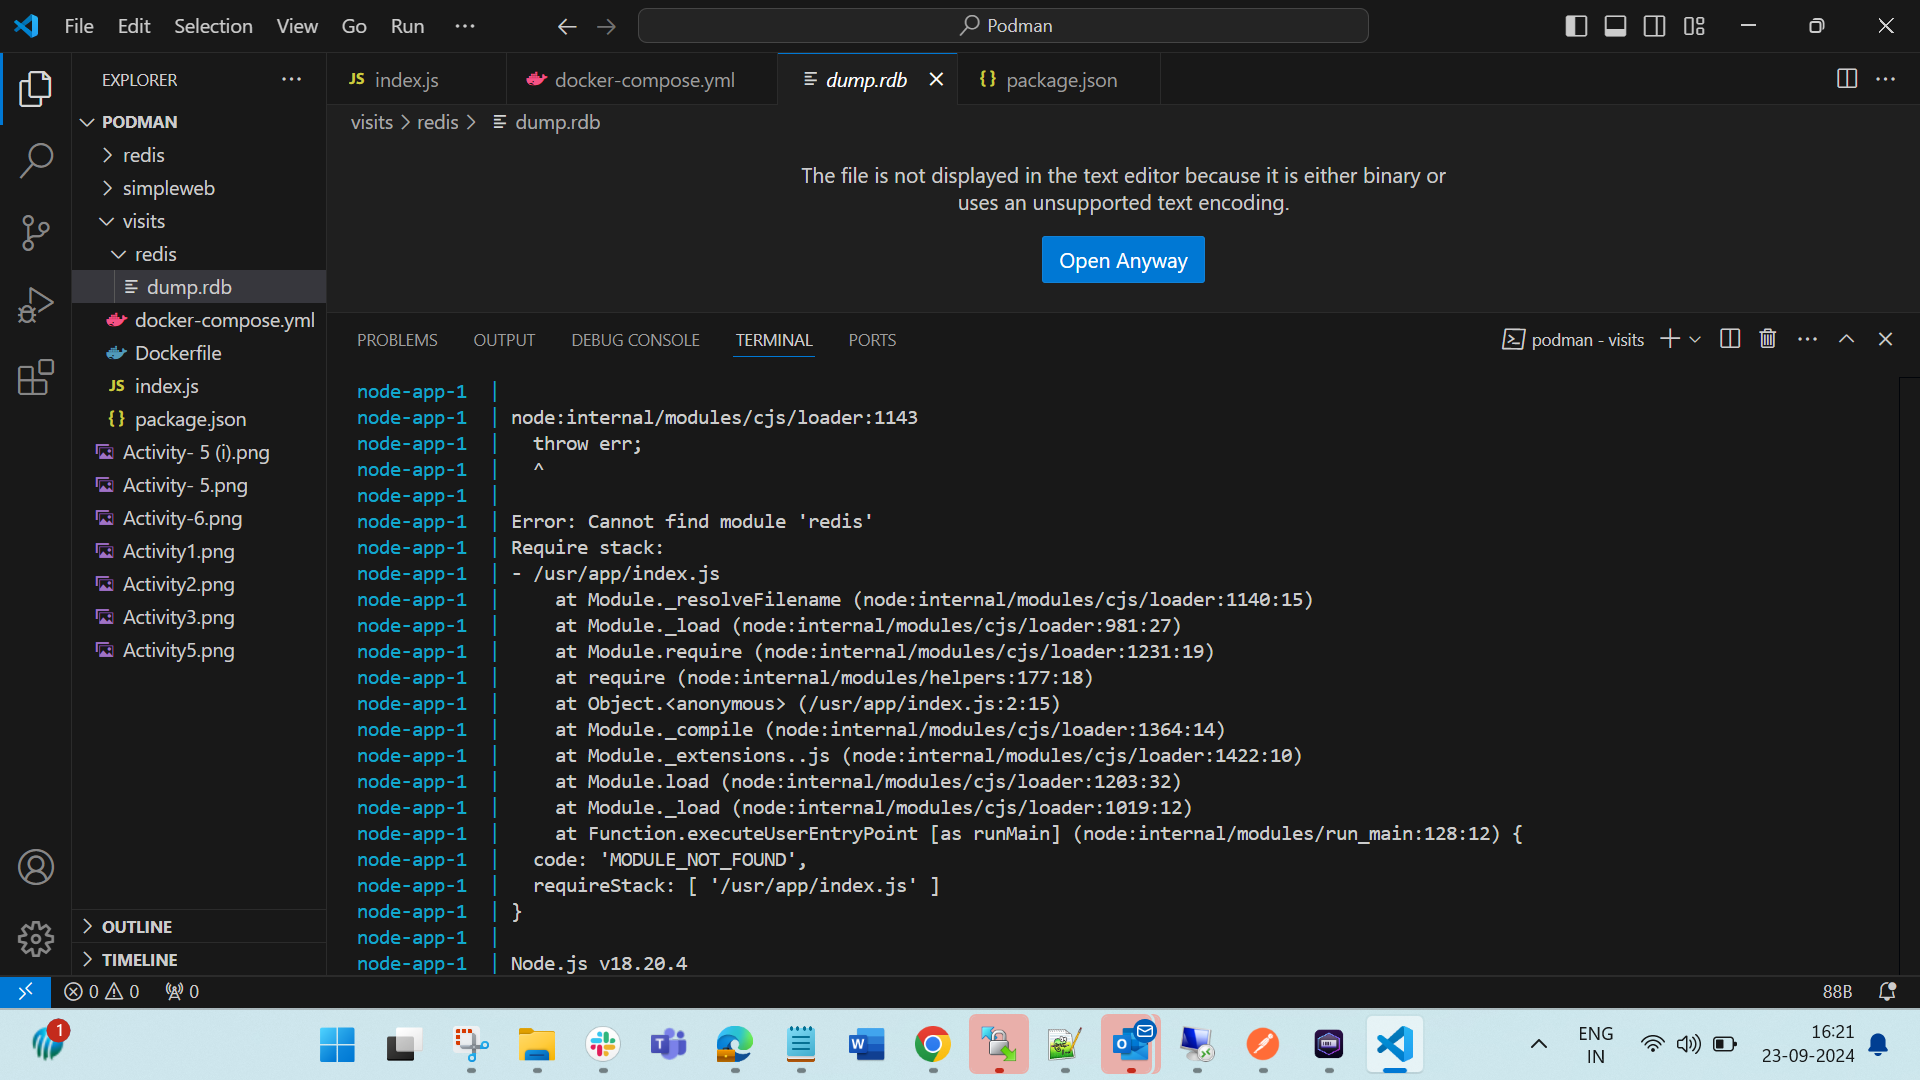 File Edit Selection View Go Run ···
Podman
EXPLORER
PODMAN
redis
simpleweb
visits
redis
dump.rdb
docker-compose.yml
Dockerfile
JS index.js
{} package.json
Activity- 5 (i).png
Activity- 5.png
Activity-6.png
Activity1.png
Activity2.png
Activity3.png
Activity5.png
OUTLINE
TIMELINE
JS index.js
docker-compose.yml
dump.rdb
{} package.json
visits > redis > dump.rdb
The file is not displayed in the text editor because it is either binary or
uses an unsupported text encoding.
Open Anyway
PROBLEMS OUTPUT DEBUG CONSOLE TERMINAL PORTS
podman - visits
node-app-1 |
node-app-1 | node:internal/modules/cjs/loader:1143
node-app-1 | throw err;
node-app-1 | ^
node-app-1 |
node-app-1 | Error: Cannot find module 'redis'
node-app-1 | Require stack:
node-app-1 | - /usr/app/index.js
node-app-1 | at Module._resolveFilename (node:internal/modules/cjs/loader:1140:15)
node-app-1 | at Module._load (node:internal/modules/cjs/loader:981:27)
node-app-1 | at Module.require (node:internal/modules/cjs/loader:1231:19)
node-app-1 | at require (node:internal/modules/helpers:177:18)
node-app-1 | at Object.<anonymous> (/usr/app/index.js:2:15)
node-app-1 | at Module._compile (node:internal/modules/cjs/loader:1364:14)
node-app-1 | at Module._extensions..js (node:internal/modules/cjs/loader:1422:10)
node-app-1 | at Module.load (node:internal/modules/cjs/loader:1203:32)
node-app-1 | at Module._load (node:internal/modules/cjs/loader:1019:12)
node-app-1 | at Function.executeUserEntryPoint [as runMain] (node:internal/modules/run_main:128:12) {
node-app-1 | code: 'MODULE_NOT_FOUND',
node-app-1 | requireStack: [ '/usr/app/index.js' ]
node-app-1 | }
node-app-1 |
node-app-1 | Node.js v18.20.4
0 0 0
88B
1
ENG
IN
16:21
23-09-2024